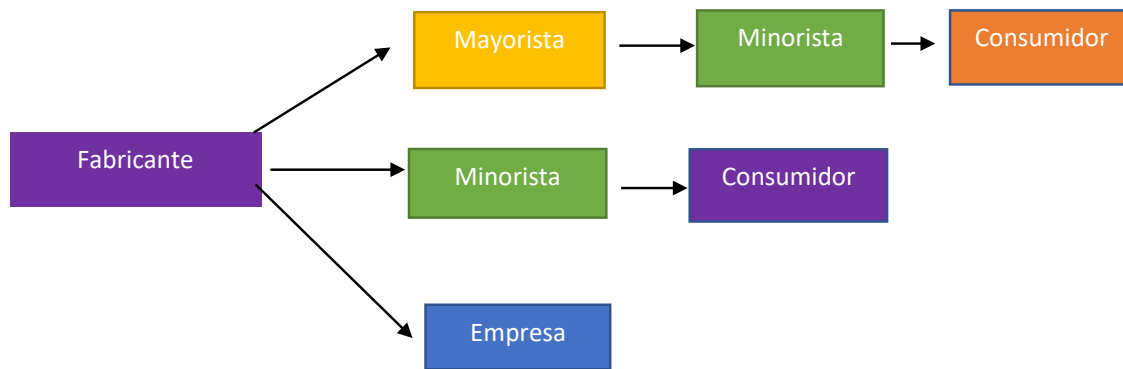 Mayorista
Minorista
Consumidor
Fabricante
Minorista
Consumidor
Empresa